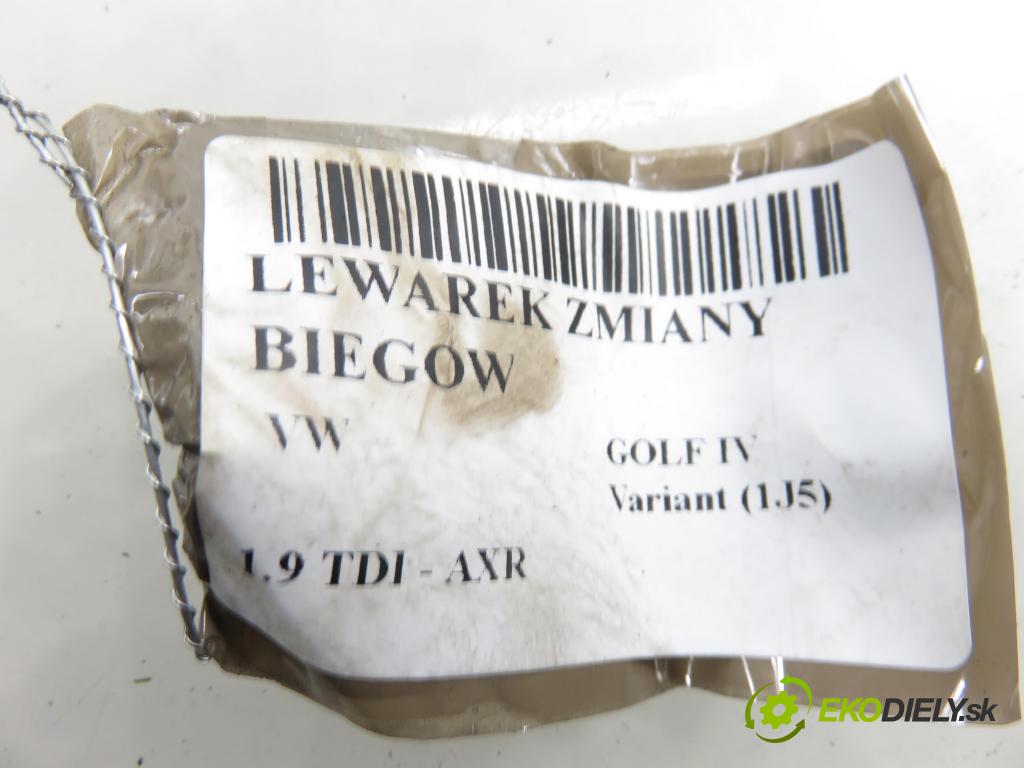 LEWAREK ZMIANY
BIEGOW
VW
GOLF IV
Variant (1J5)
1.9 TDI - AXR
EKODIELY.sk